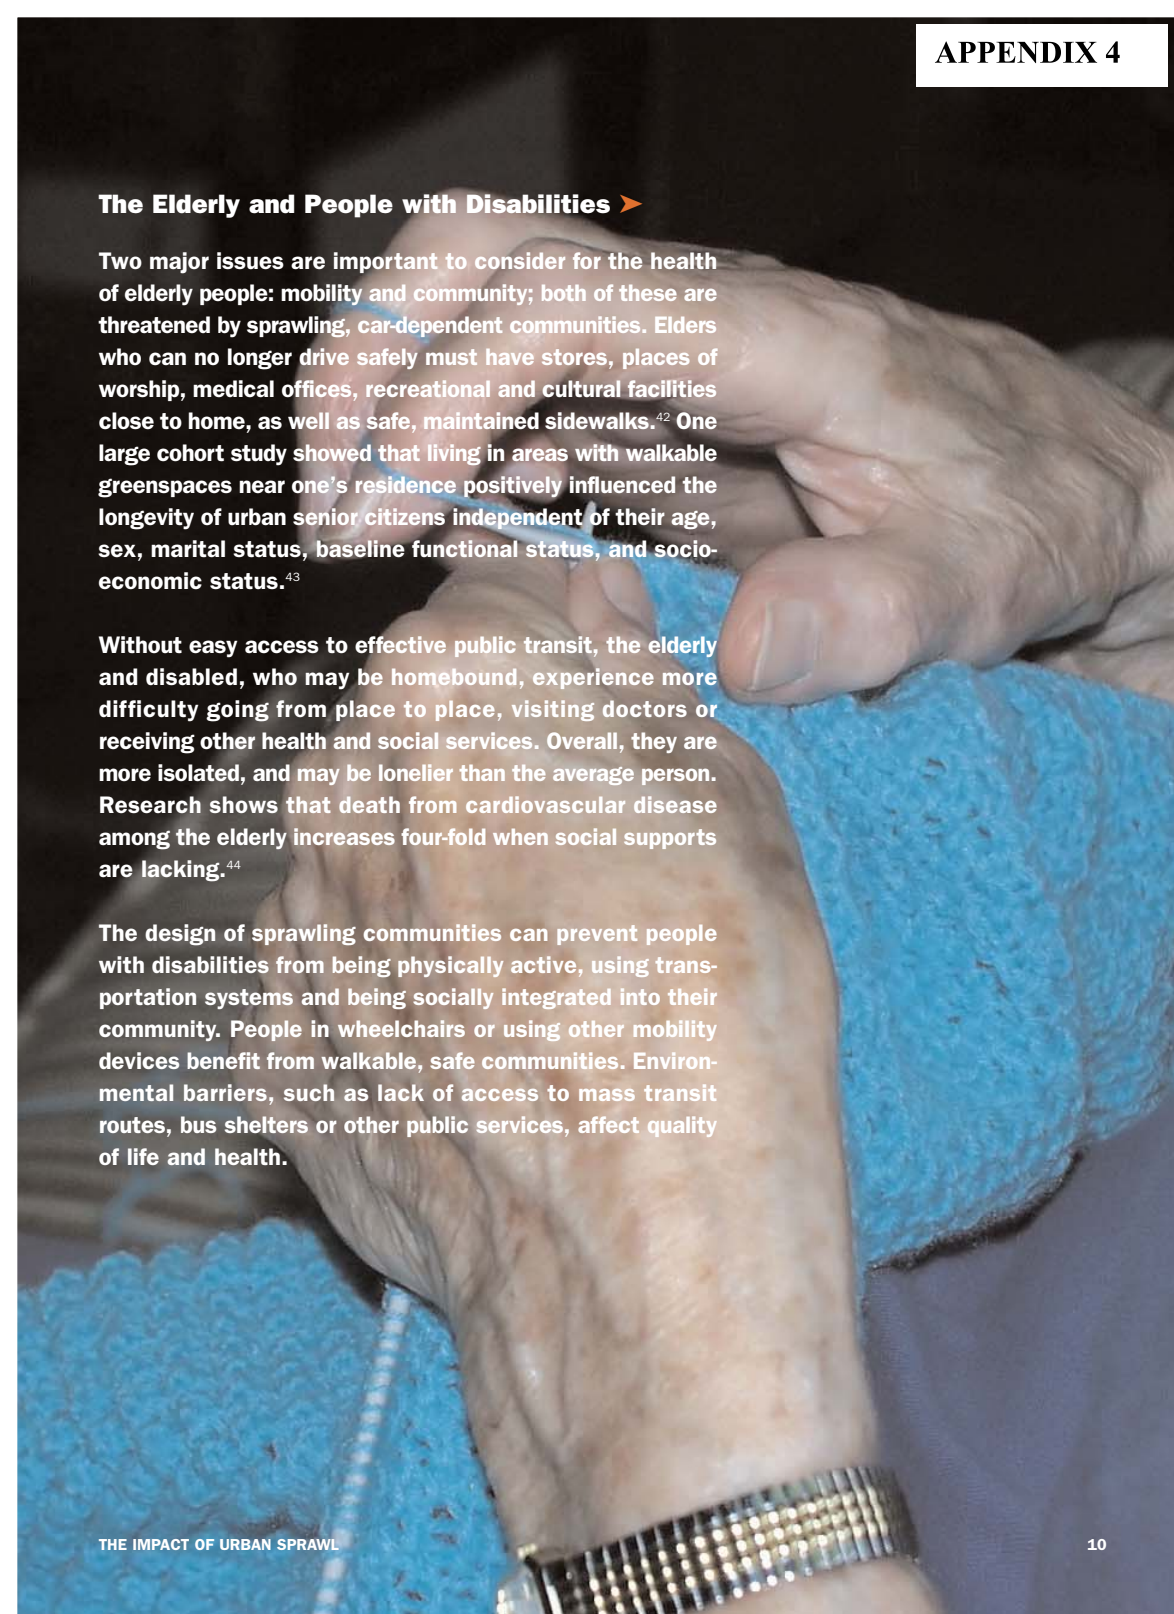 APPENDIX 4
The Elderly and People with Disabilities ➤
Two major issues are important to consider for the health
of elderly people: mobility and community; both of these are
threatened by sprawling, car-dependent communities. Elders
who can no longer drive safely must have stores, places of
worship, medical offices, recreational and cultural facilities
close to home, as well as safe, maintained sidewalks.42 One
large cohort study showed that living in areas with walkable
greenspaces near one's residence positively influenced the
longevity of urban senior citizens independent of their age,
sex, marital status, baseline functional status, and socio-
economic status.43
Without easy access to effective public transit, the elderly
and disabled, who may be homebound, experience more
difficulty going from place to place, visiting doctors or
receiving other health and social services. Overall, they are
more isolated, and may be lonelier than the average person.
Research shows that death from cardiovascular disease
among the elderly increases four-fold when social supports
are lacking.44
The design of sprawling communities can prevent people
with disabilities from being physically active, using trans-
portation systems and being socially integrated into their
community. People in wheelchairs or using other mobility
devices benefit from walkable, safe communities. Environ-
mental barriers, such as lack of access to mass transit
routes, bus shelters or other public services, affect quality
of life and health.
THE IMPACT OF URBAN SPRAWL
10